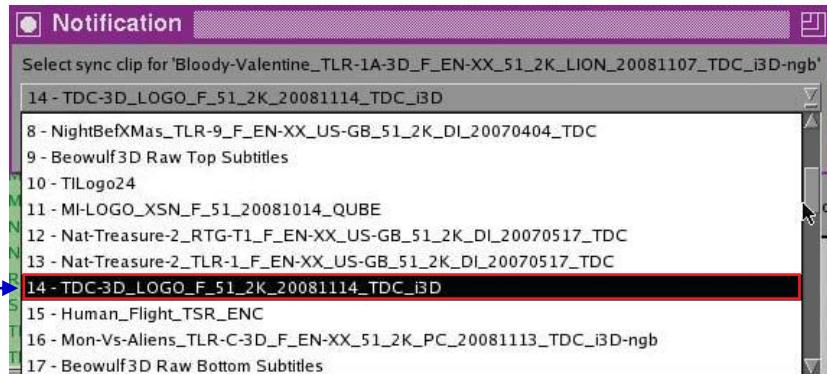 Notification
Select sync clip for 'Bloody-Valentine_TLR-1A-3D_F_EN-XX_51_2K_LION_20081107_TDC_i3D-ngb'
14 - TDC-3D_LOGO_F_51_2K_20081114_TDC_i3D
8 - NightBefXMas_TLR-9_F_EN-XX_US-GB_51_2K_DI_20070404_TDC
9 - Beowulf3D Raw Top Subtitles
10 - TILogo24
11 - MI-LOGO_XSN_F_51_20081014_QUBE
12 - Nat-Treasure-2_RTG-T1_F_EN-XX_US-GB_51_2K_DI_20070517_TDC
13 - Nat-Treasure-2_TLR-1_F_EN-XX_US-GB_51_2K_DI_20070517_TDC
14 - TDC-3D_LOGO_F_51_2K_20081114_TDC_i3D
15 - Human_Flight_TSR_ENC
16 - Mon-Vs-Aliens_TLR-C-3D_F_EN-XX_51_2K_PC_20081113_TDC_i3D-ngb
17 - Beowulf3D Raw Bottom Subtitles